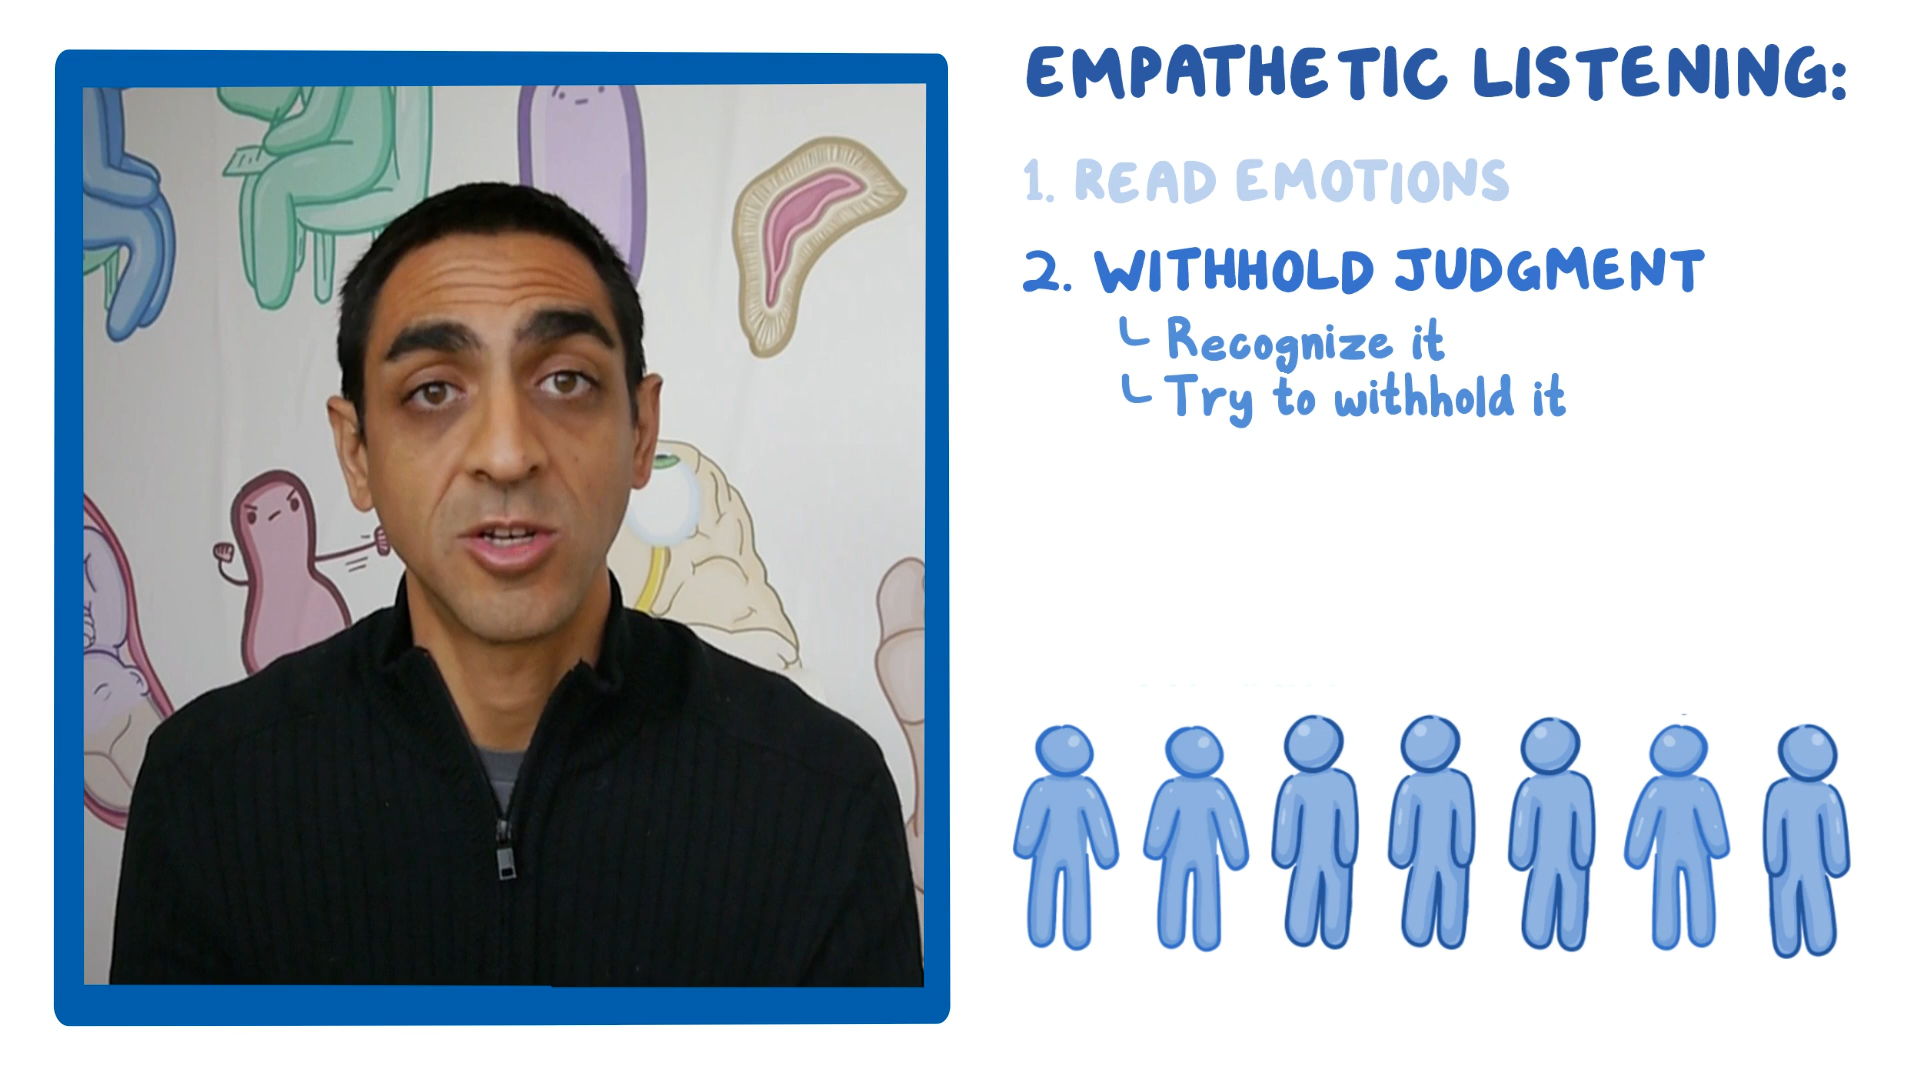 EMPATHETIC LISTENING:
1. READ EMOTIONS
2. WITHHOLD JUDGMENT
Recognize it
Try to withhold it